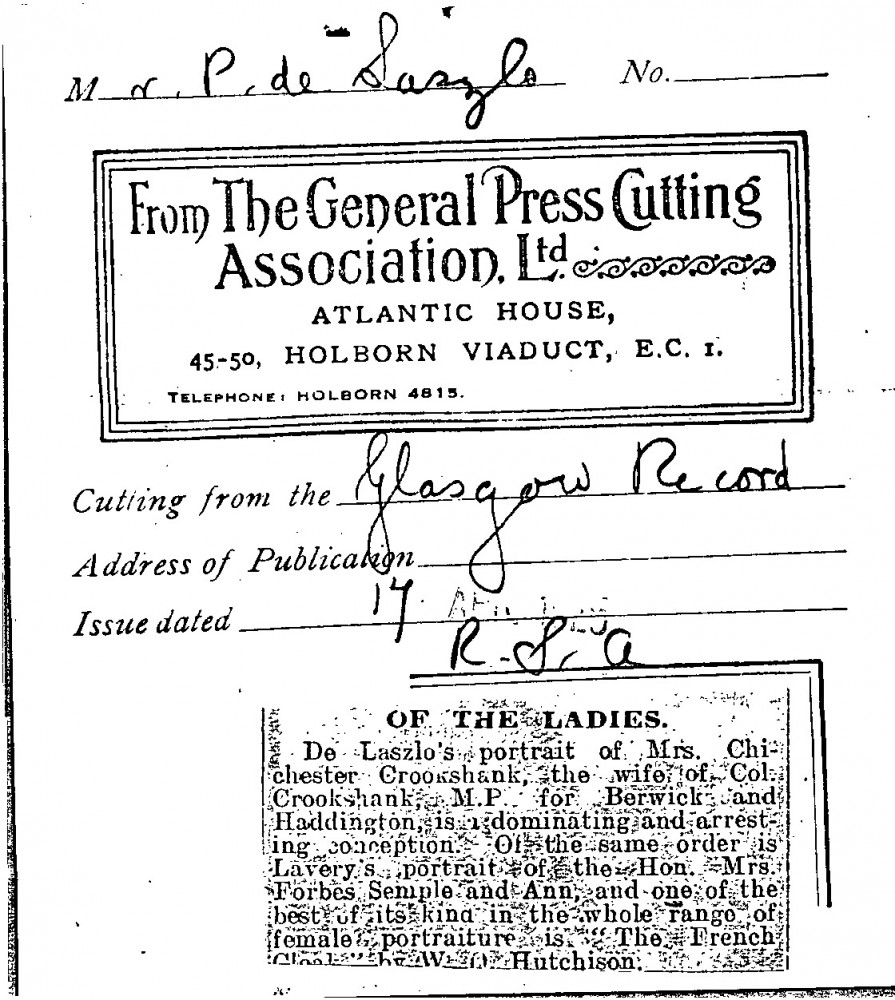 Mr. P. de Laszlo No.
From The General Press Cutting
Association, Ltd.
ATLANTIC HOUSE,
45-50, HOLBORN VIADUCT, E.C. 1.
TELEPHONE: HOLBORN 4815.
Cutting from the Glasgow Record
Address of Publication
Issue dated 17
R.S.A
OF THE LADIES.
De Laszlo's portrait of Mrs. Chi-
chester Crookshank, the wife of Col.
Crookshank, M.P. for Berwick and
Haddington, is a dominating and arrest-
ing conception. Of the same order is
Lavery's portrait of the Hon. Mrs.
Forbes Semple and Ann, and one of the
best of its kind in the whole range of
female portraiture is "The French
by W. O. Hutchison.